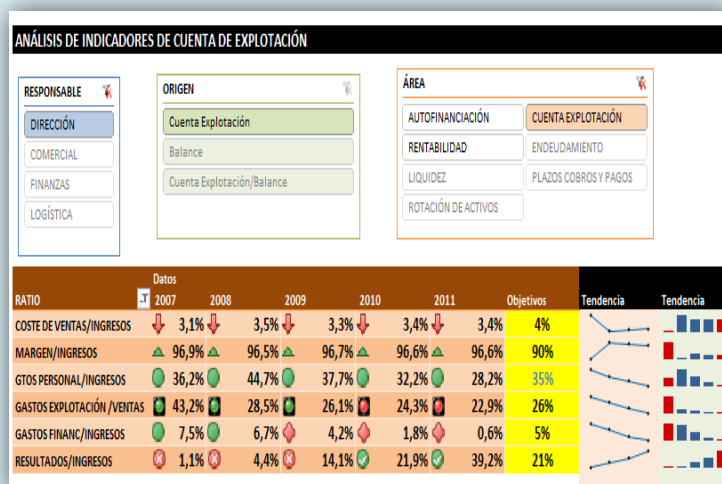 ANÁLISIS DE INDICADORES DE CUENTA DE EXPLOTACIÓN
RESPONSABLE
DIRECCIÓN
COMERCIAL
FINANZAS
LOGÍSTICA
ORIGEN
Cuenta Explotación
Balance
Cuenta Explotación/Balance
ÁREA
AUTOFINANCIACIÓN CUENTA EXPLOTACIÓN
RENTABILIDAD ENDEUDAMIENTO
LIQUIDEZ PLAZOS COBROS Y PAGOS
ROTACIÓN DE ACTIVOS
Datos
RATIO 2007 2008 2009 2010 2011 Objetivos Tendencia Tendencia
COSTE DE VENTAS/INGRESOS 3,1% 3,5% 3,3% 3,4% 3,4% 4%
MARGEN/INGRESOS 96,9% 96,5% 96,7% 96,6% 96,6% 90%
GTOS PERSONAL/INGRESOS 36,2% 44,7% 37,7% 32,2% 28,2% 35%
GASTOS EXPLOTACIÓN /VENTAS 43,2% 28,5% 26,1% 24,3% 22,9% 26%
GASTOS FINANC/INGRESOS 7,5% 6,7% 4,2% 1,8% 0,6% 5%
RESULTADOS/INGRESOS 1,1% 4,4% 14,1% 21,9% 39,2% 21%